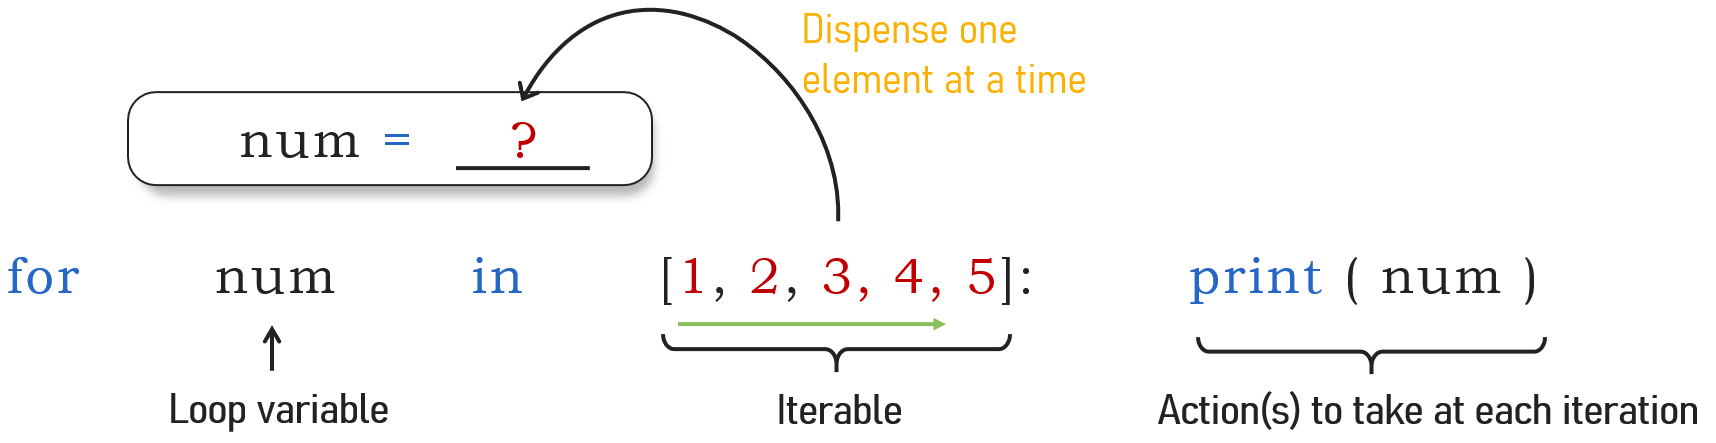 Dispense one
element at a time
num = ?
for num in [1, 2, 3, 4, 5]: print ( num )
Loop variable
Iterable
Action(s) to take at each iteration